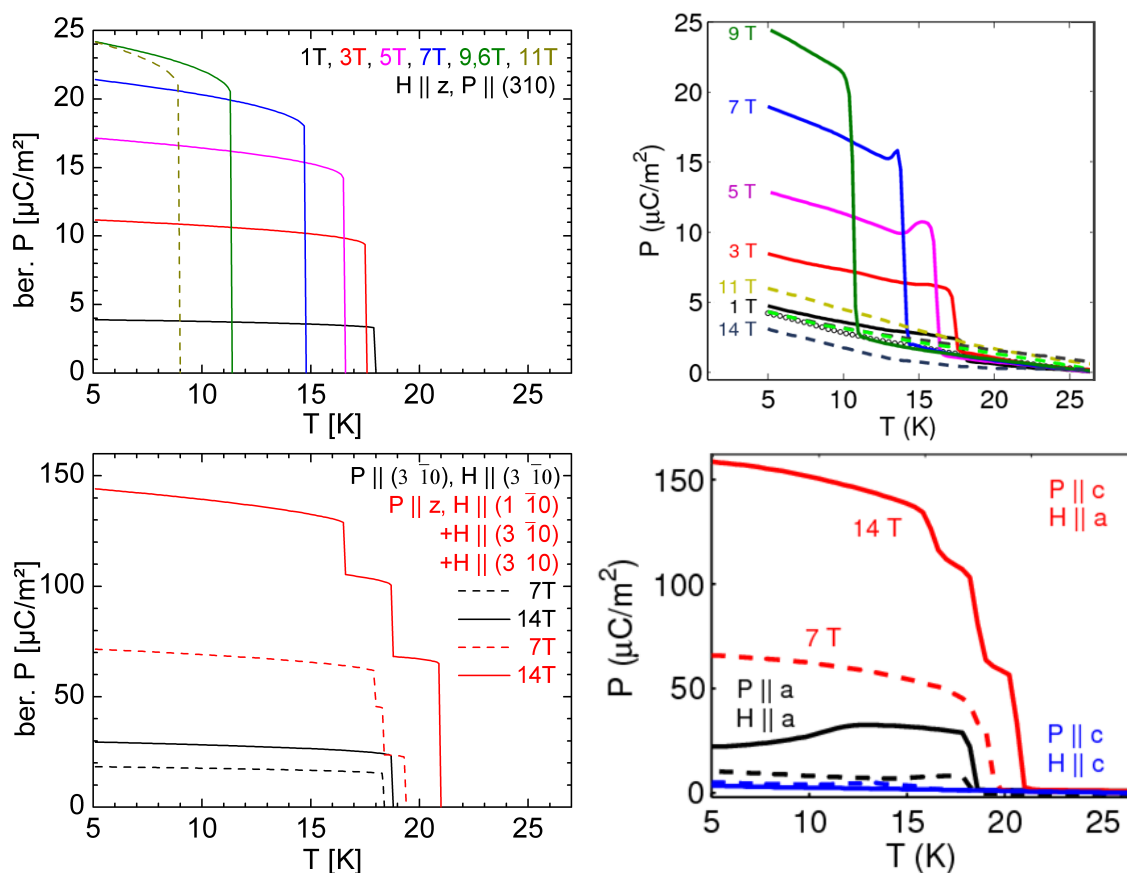 25
20
15
10
5
0
ber. P [µC/m²]
1T, 3T, 5T, 7T, 9,6T, 11T
H || z, P || (310)
5 10 15 20 25
T [K]
25
20
15
10
5
0
P (μC/m²)
9 T
7 T
5 T
3 T
11 T
1 T
14 T
5 10 15 20 25
T (K)
150
100
50
0
ber. P [µC/m²]
P || (3 1̄0), H || (3 1̄0)
P || z, H || (1 1̄0)
+H || (3 1̄0)
+H || (3 10)
7T
14T
7T
14T
5 10 15 20 25
T [K]
150
100
50
0
P (μC/m²)
P || c
H || a
14 T
7 T
P || a
H || a
P || c
H || c
5 10 15 20 25
T (K)